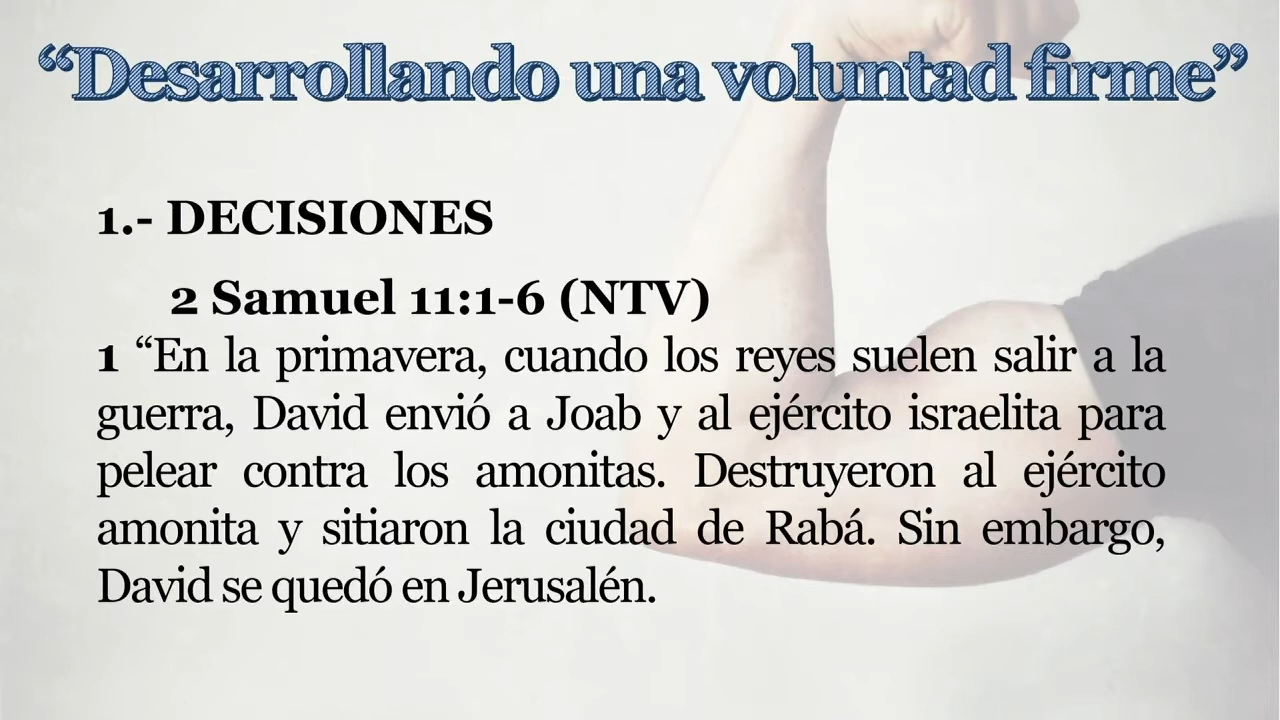 “Desarrollando una voluntad firme”
1.- DECISIONES
2 Samuel 11:1-6 (NTV)
1 “En la primavera, cuando los reyes suelen salir a la
guerra, David envió a Joab y al ejército israelita para
pelear contra los amonitas. Destruyeron al ejército
amonita y sitiaron la ciudad de Rabá. Sin embargo,
David se quedó en Jerusalén.